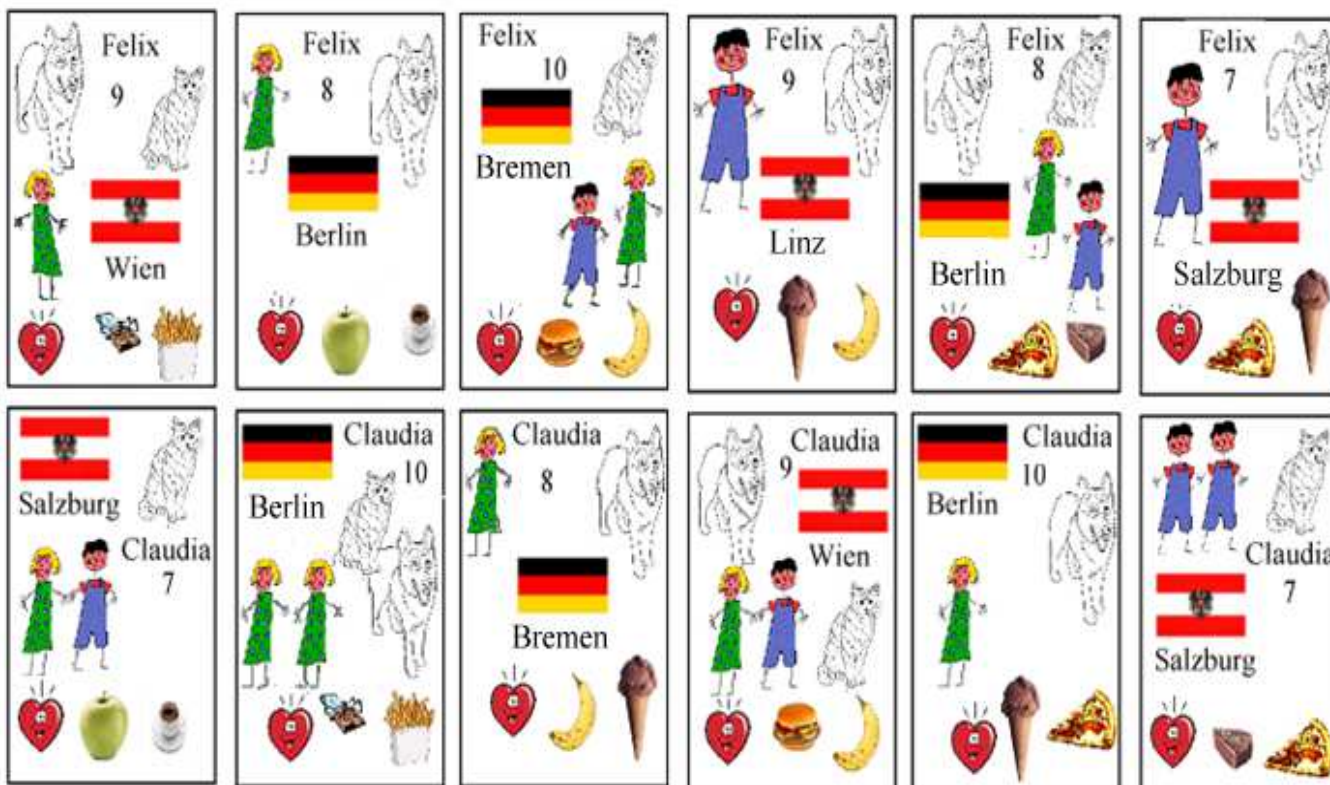 Felix
9
Wien
Felix
8
Berlin
Felix
10
Bremen
Felix
9
Linz
Felix
8
Berlin
Felix
7
Salzburg
Salzburg
Claudia
7
Claudia
10
Berlin
Claudia
8
Bremen
Claudia
9
Wien
Claudia
10
Berlin
Claudia
7
Salzburg